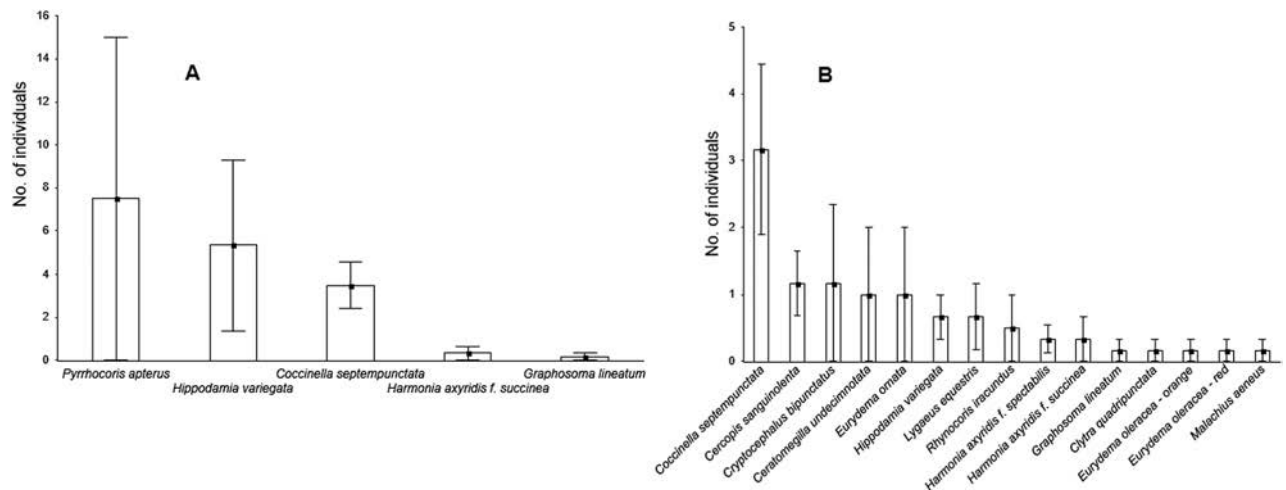 A
No. of individuals
16
14
12
10
8
6
4
2
0
Pyrrhocoris apterus
Hippodamia variegata
Coccinella septempunctata
Harmonia axyridis f. succinea
Graphosoma lineatum
B
No. of individuals
5
4
3
2
1
0
Coccinella septempunctata
Cercopis sanguinolenta
Cryptocephalus bipunctatus
Ceratomegilla undecimnotata
Eurydema ornata
Hippodamia variegata
Lygaeus equestris
Rhynocoris iracundus
Harmonia axyridis f. spectabilis
Harmonia axyridis f. succinea
Graphosoma lineatum
Clytra quadripunctata
Eurydema oleracea - orange
Eurydema oleracea - red
Malachius aeneus